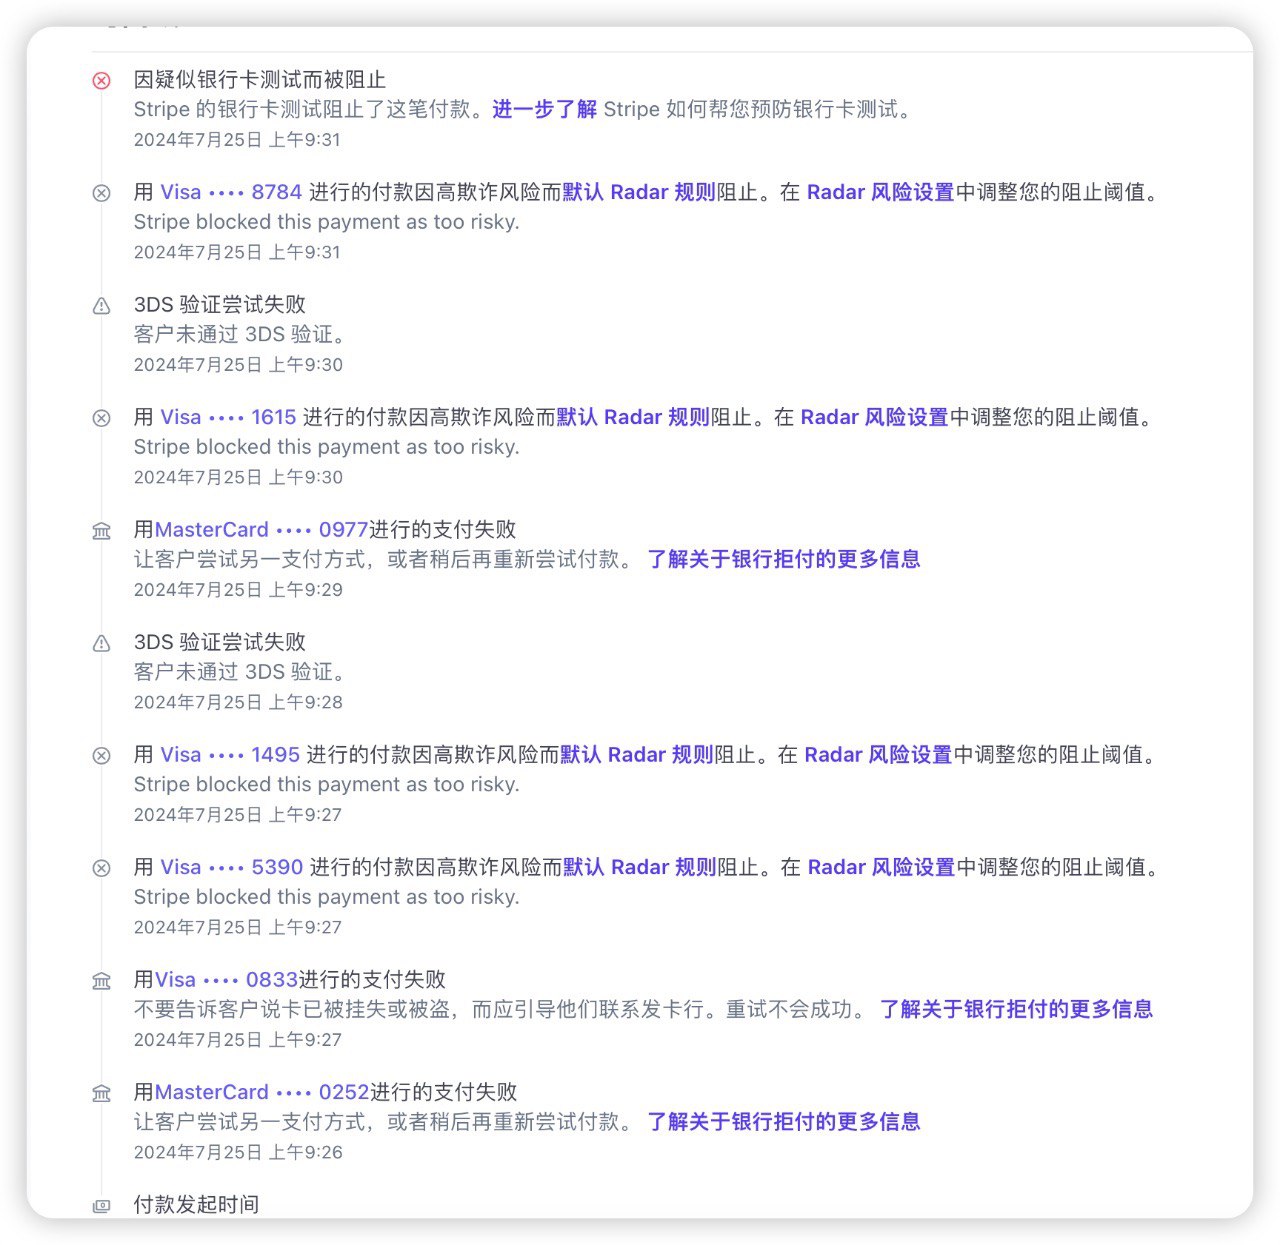 因疑似银行卡测试而被阻止
Stripe 的银行卡测试阻止了这笔付款。进一步了解 Stripe 如何帮您预防银行卡测试。
2024年7月25日 上午9:31
用 Visa •••• 8784 进行的付款因高欺诈风险而默认 Radar 规则阻止。在 Radar 风险设置中调整您的阻止阈值。
Stripe blocked this payment as too risky.
2024年7月25日 上午9:31
3DS 验证尝试失败
客户未通过 3DS 验证。
2024年7月25日 上午9:30
用 Visa •••• 1615 进行的付款因高欺诈风险而默认 Radar 规则阻止。在 Radar 风险设置中调整您的阻止阈值。
Stripe blocked this payment as too risky.
2024年7月25日 上午9:30
用MasterCard •••• 0977进行的支付失败
让客户尝试另一支付方式，或者稍后再重新尝试付款。 了解关于银行拒付的更多信息
2024年7月25日 上午9:29
3DS 验证尝试失败
客户未通过 3DS 验证。
2024年7月25日 上午9:28
用 Visa •••• 1495 进行的付款因高欺诈风险而默认 Radar 规则阻止。在 Radar 风险设置中调整您的阻止阈值。
Stripe blocked this payment as too risky.
2024年7月25日 上午9:27
用 Visa •••• 5390 进行的付款因高欺诈风险而默认 Radar 规则阻止。在 Radar 风险设置中调整您的阻止阈值。
Stripe blocked this payment as too risky.
2024年7月25日 上午9:27
用Visa •••• 0833进行的支付失败
不要告诉客户说卡已被挂失或被盗，而应引导他们联系发卡行。重试不会成功。 了解关于银行拒付的更多信息
2024年7月25日 上午9:27
用MasterCard •••• 0252进行的支付失败
让客户尝试另一支付方式，或者稍后再重新尝试付款。 了解关于银行拒付的更多信息
2024年7月25日 上午9:26
付款发起时间